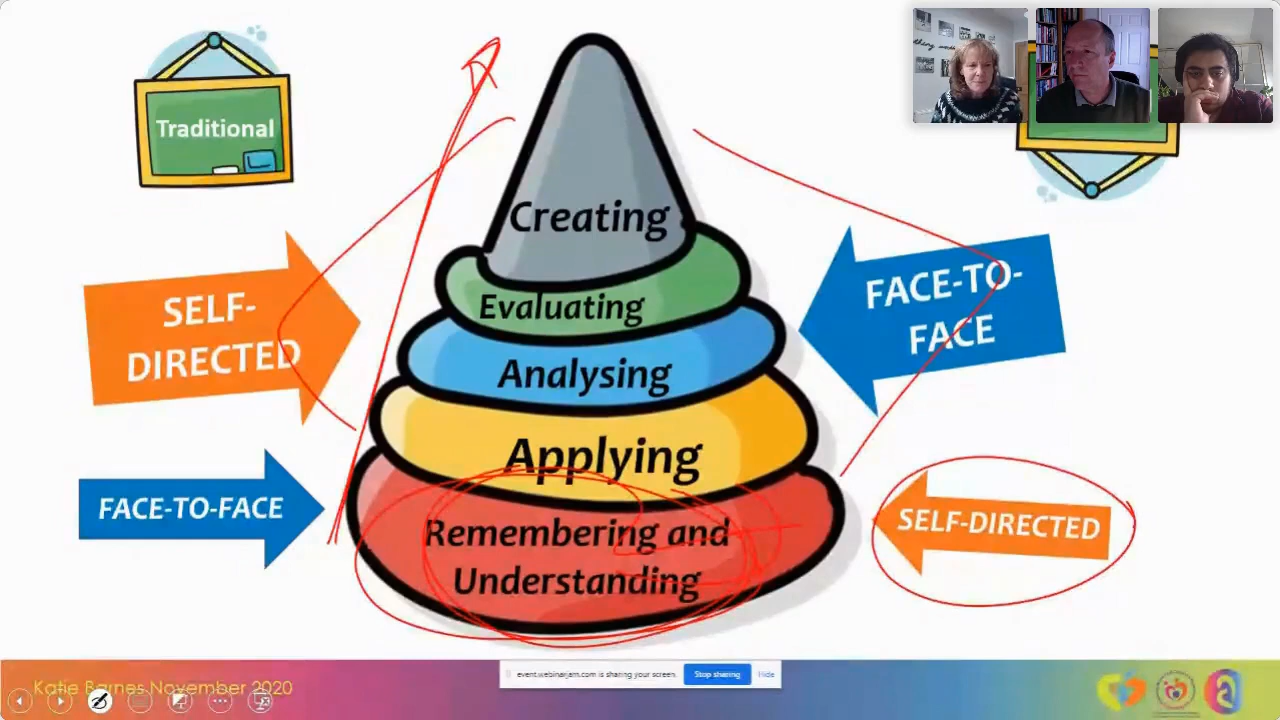 Traditional
Creating
Evaluating
Analysing
Applying
Remembering and
Understanding
SELF-
DIRECTED
FACE-TO-FACE
FACE-TO-
FACE
SELF-DIRECTED
Katie Barnes November 2020
event.webinarjam.com is sharing your screen.
Stop sharing
Hide